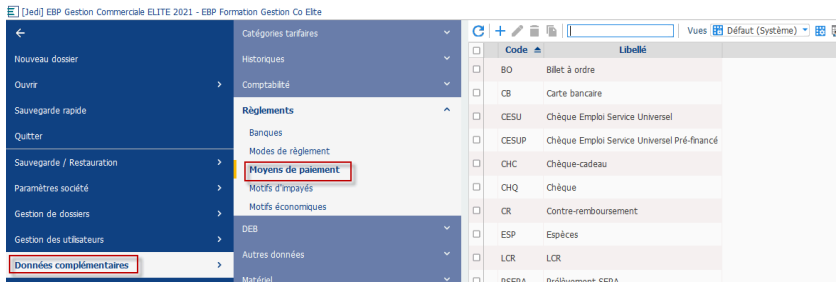 [Jedi] EBP Gestion Commerciale ELITE 2021 - EBP Formation Gestion Co Elite
Nouveau dossier
Ouvrir
Sauvegarde rapide
Quitter
Sauvegarde / Restauration
Paramètres société
Gestion de dossiers
Gestion des utilisateurs
Données complémentaires
Catégories tarifaires
Historiques
Comptabilité
Règlements
Banques
Modes de règlement
Moyens de paiement
Motifs d'impayés
Motifs économiques
DEB
Autres données
Matériel
Vues Défaut (Système)
Code Libellé
BO Billet à ordre
CB Carte bancaire
CESU Chèque Emploi Service Universel
CESUP Chèque Emploi Service Universel Pré-financé
CHC Chèque-cadeau
CHQ Chèque
CR Contre-remboursement
ESP Espèces
LCR LCR
PSEPA Prélèvement SEPA